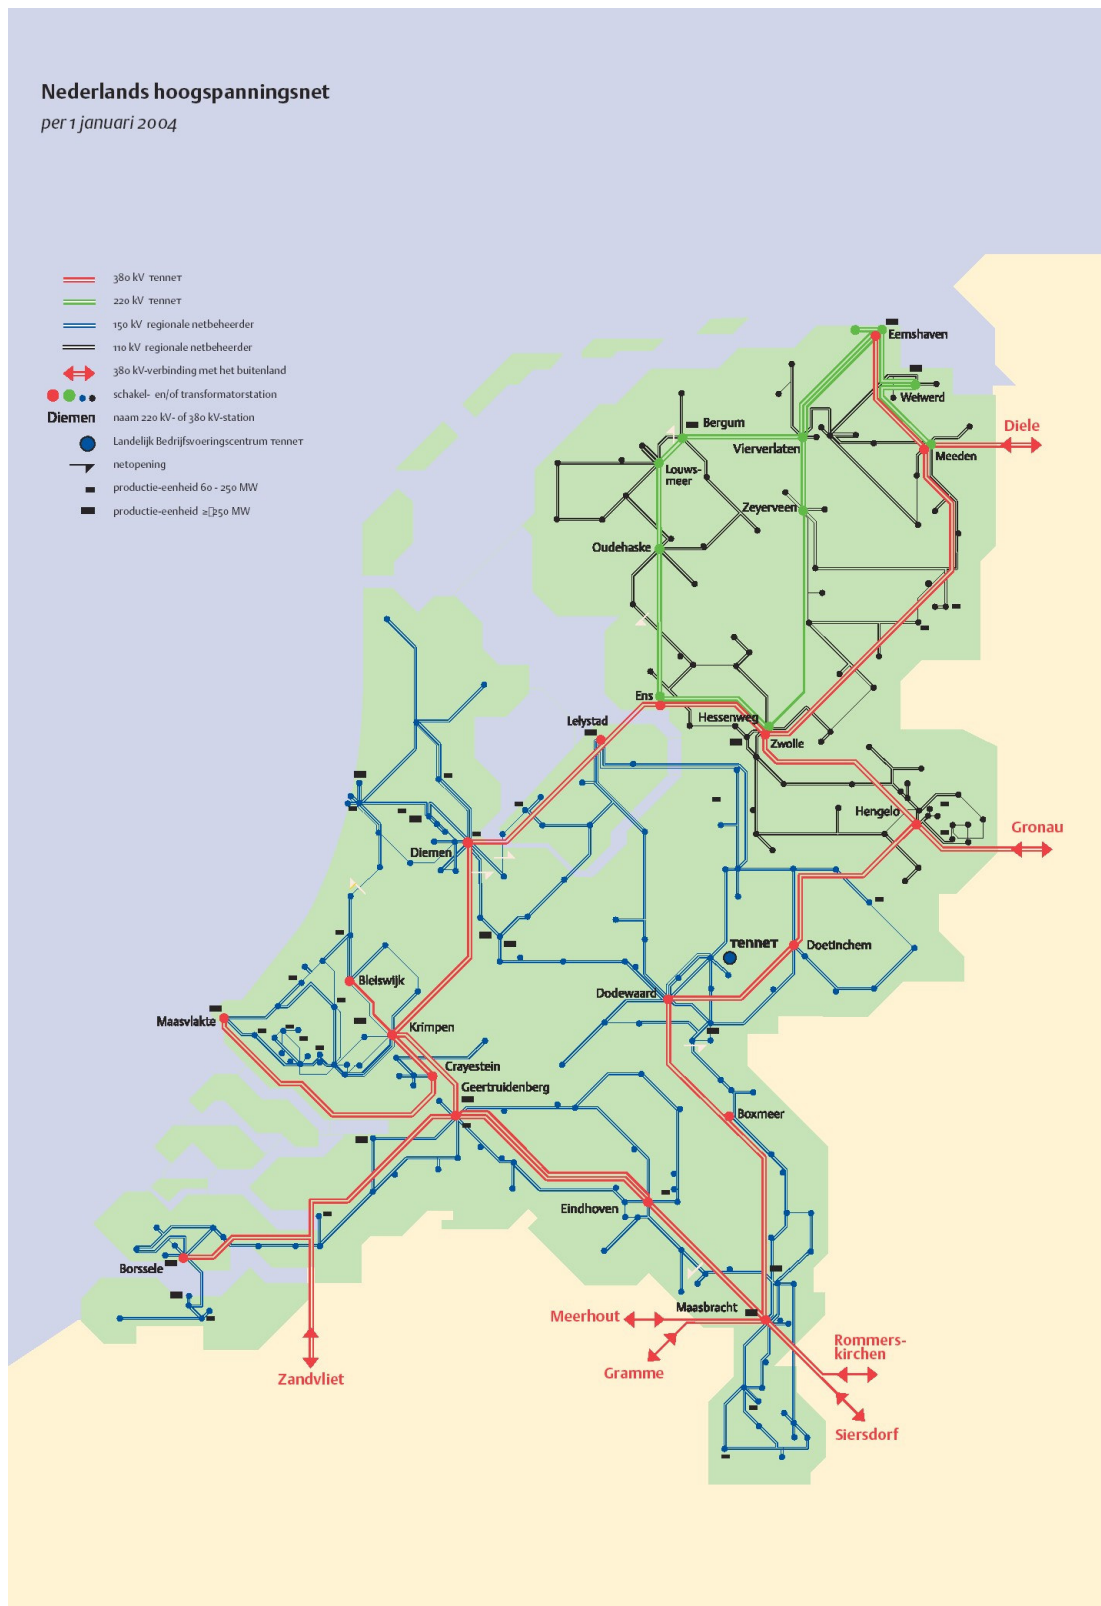 Nederlands hoogspanningsnet
per 1 januari 2004
380 kV TenneT
220 kV TenneT
150 kV regionale netbeheerder
110 kV regionale netbeheerder
380 kV-verbinding met het buitenland
schakel- en/of transformatorstation
Diemen naam 220 kV- of 380 kV-station
Landelijk Bedrijfsvoeringscentrum TenneT
netopening
productie-eenheid 60 - 250 MW
productie-eenheid ≥□250 MW
Eemshaven
Weiwerd
Bergum
Diele
Vierverlaten
Meeden
Louws-
meer
Zeyerveen
Oudehaske
Ens
Hessenweg
Lelystad
Zwolle
Hengelo
Gronau
Diemen
TenneT
Doetinchem
Bleiswijk
Dodewaard
Maasvlakte
Krimpen
Crayestein
Geertruidenberg
Boxmeer
Eindhoven
Borssele
Maasbracht
Meerhout
Rommers-
kirchen
Gramme
Zandvliet
Siersdorf